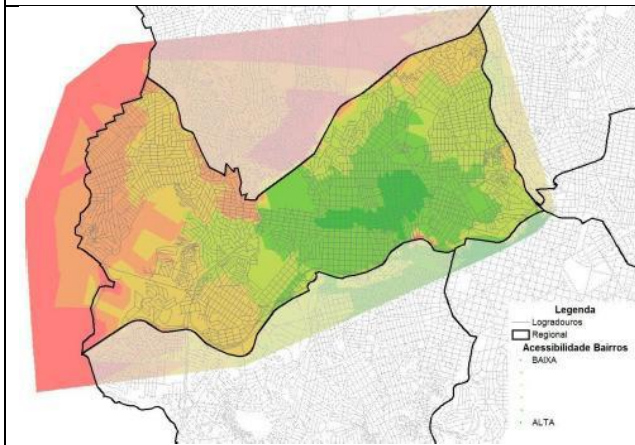 Legenda
Logradouros
Regional
Acessibilidade Bairros
BAIXA
ALTA